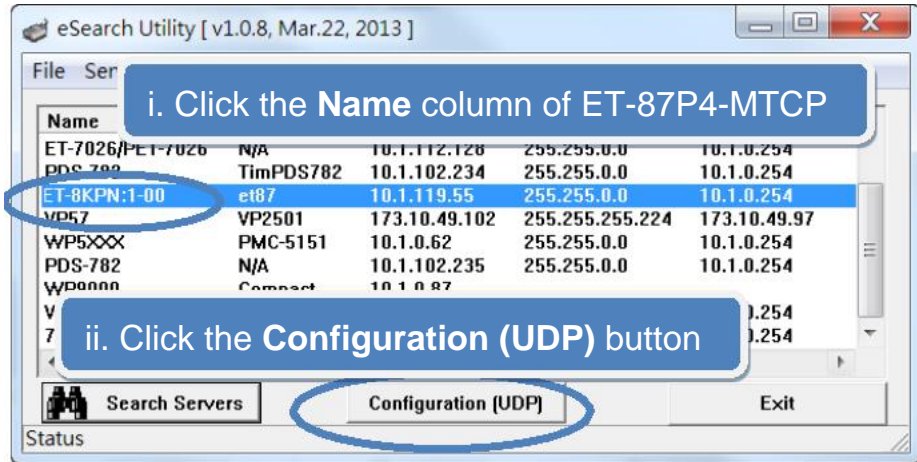 eSearch Utility [ v1.0.8, Mar.22, 2013 ]
File Ser
i. Click the Name column of ET-87P4-MTCP
Name
ET-7026/PET-7026 N/A 10.1.112.128 255.255.0.0 10.1.0.254
PDS-782 TimPDS782 10.1.102.234 255.255.0.0 10.1.0.254
ET-8KPN:1-00 et87 10.1.119.55 255.255.0.0 10.1.0.254
VP57 VP2501 173.10.49.102 255.255.255.224 173.10.49.97
WP5XXX PMC-5151 10.1.0.62 255.255.0.0 10.1.0.254
PDS-782 N/A 10.1.102.235 255.255.0.0 10.1.0.254
WP9000 Compact 10.1.0.87
V 0.254
7 0.254
ii. Click the Configuration (UDP) button
Search Servers Configuration (UDP) Exit
Status